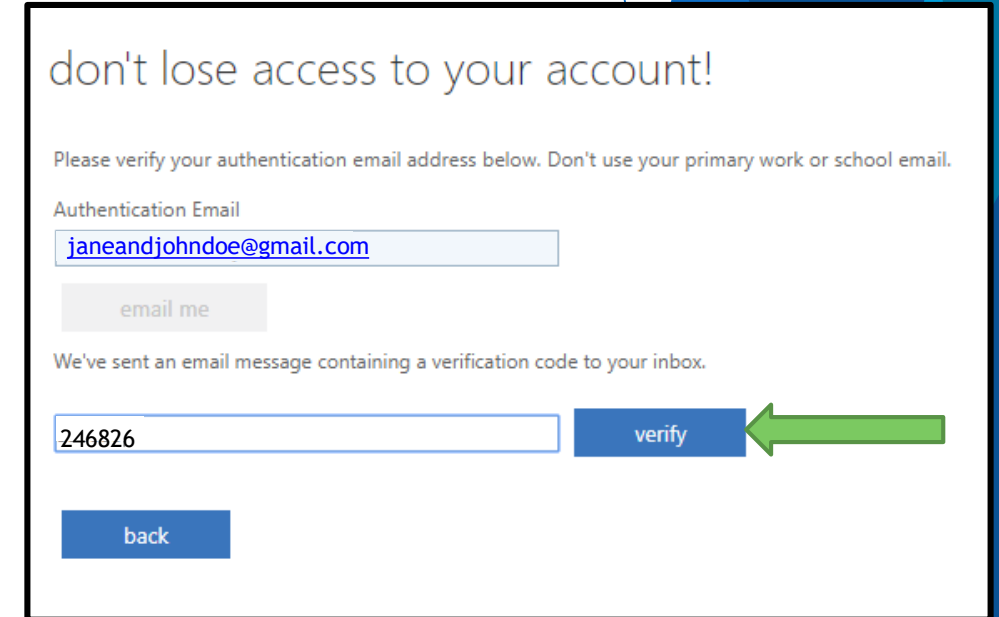 don't lose access to your account!
Please verify your authentication email address below. Don't use your primary work or school email.
Authentication Email
janeandjohndoe@gmail.com
email me
We've sent an email message containing a verification code to your inbox.
246826
verify
back